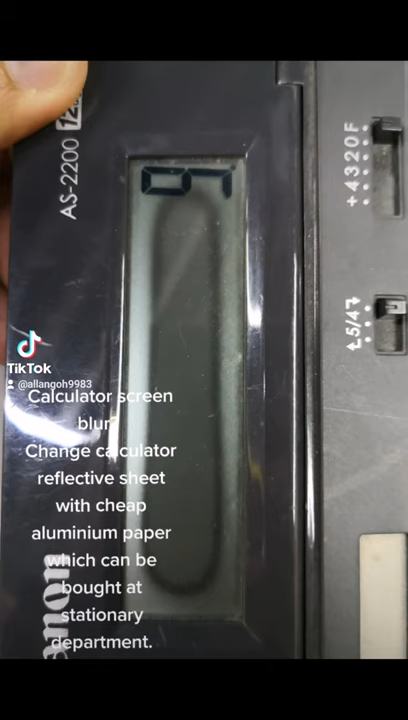 AS-2200
+4320F
5/4
TikTok
@allangoh9983
Calculator screen
blur
Change calculator
reflective sheet
with cheap
aluminium paper
which can be
bought at
stationary
department.